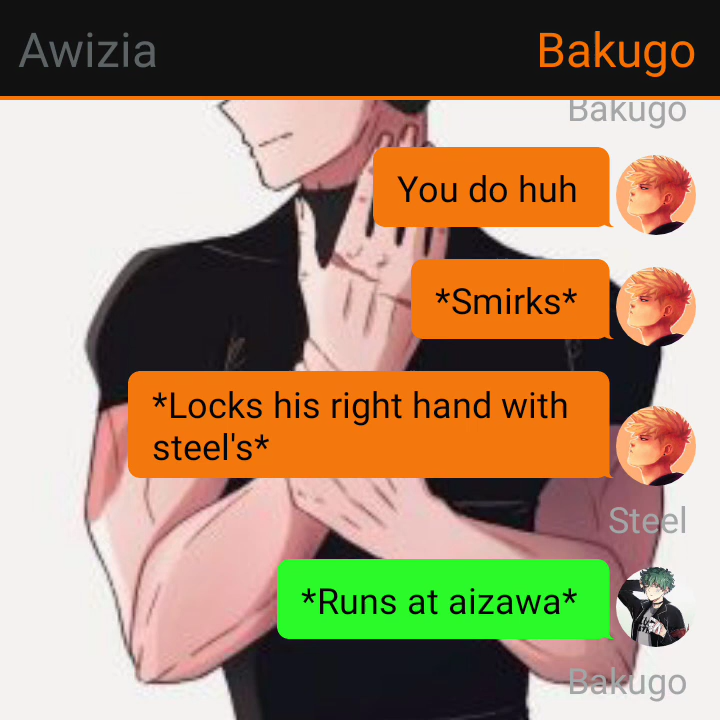 Awizia
Bakugo
Bakugo
You do huh
*Smirks*
*Locks his right hand with
steel's*
Steel
*Runs at aizawa*
Bakugo